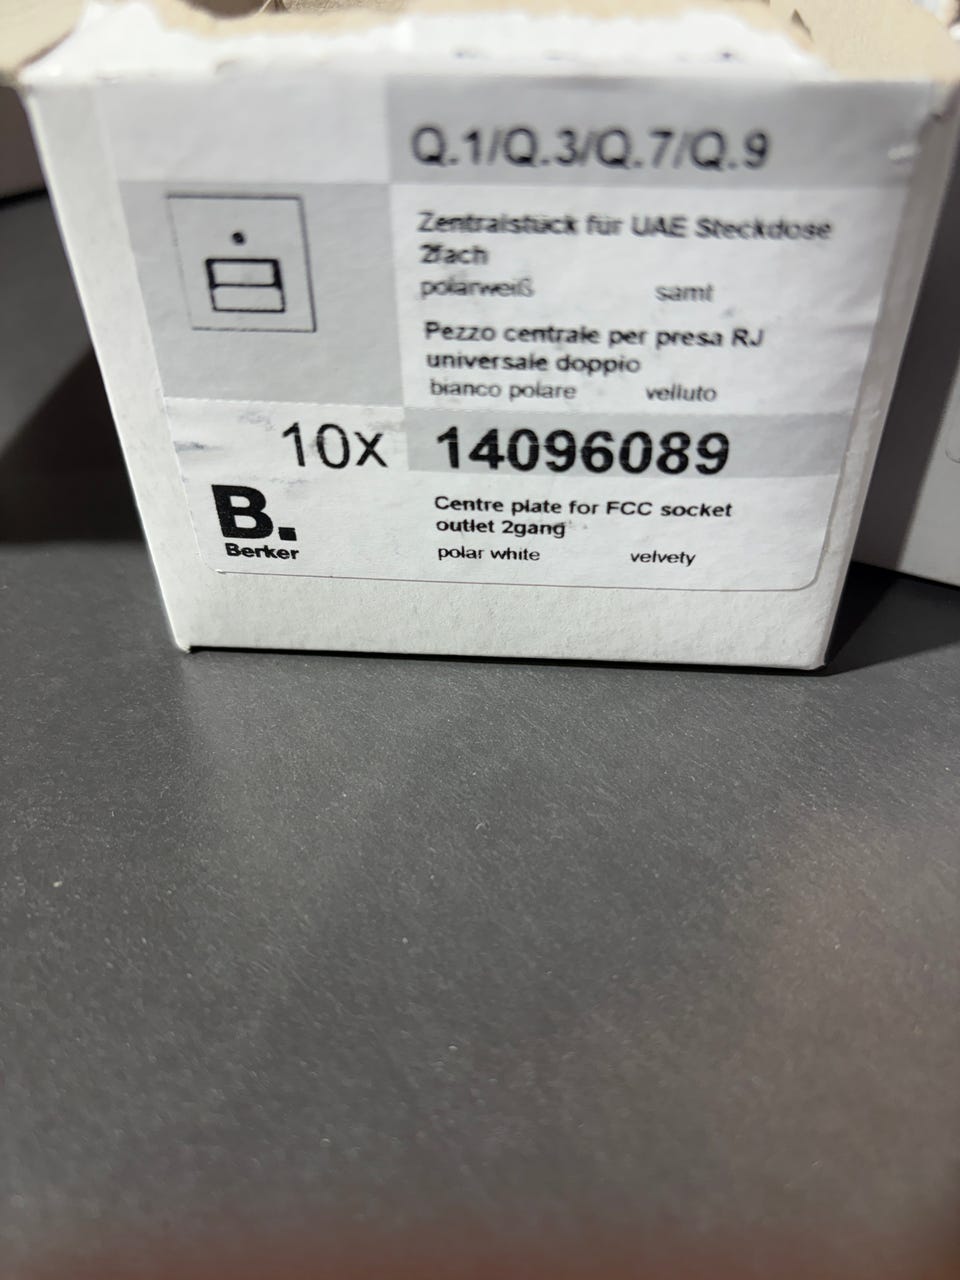 Q.1/Q.3/Q.7/Q.9
Zentralstück für UAE Steckdose
2fach
polarweiß samt
Pezzo centrale per presa RJ
universale doppio
bianco polare velluto
10x 14096089
B.
Berker
Centre plate for FCC socket
outlet 2gang
polar white velvety